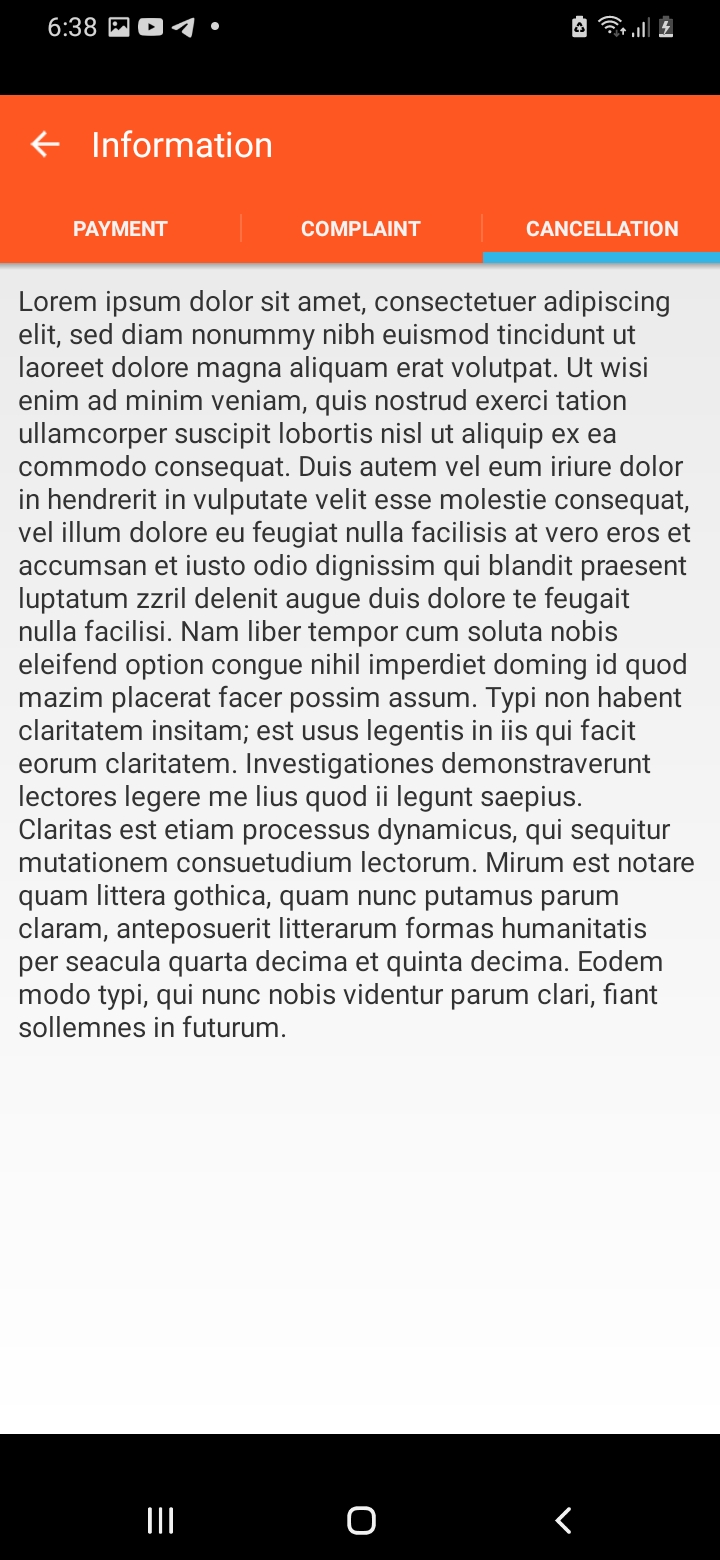 6:38
Information
PAYMENT
COMPLAINT
CANCELLATION
Lorem ipsum dolor sit amet, consectetuer adipiscing
elit, sed diam nonummy nibh euismod tincidunt ut
laoreet dolore magna aliquam erat volutpat. Ut wisi
enim ad minim veniam, quis nostrud exerci tation
ullamcorper suscipit lobortis nisl ut aliquip ex ea
commodo consequat. Duis autem vel eum iriure dolor
in hendrerit in vulputate velit esse molestie consequat,
vel illum dolore eu feugiat nulla facilisis at vero eros et
accumsan et iusto odio dignissim qui blandit praesent
luptatum zzril delenit augue duis dolore te feugait
nulla facilisi. Nam liber tempor cum soluta nobis
eleifend option congue nihil imperdiet doming id quod
mazim placerat facer possim assum. Typi non habent
claritatem insitam; est usus legentis in iis qui facit
eorum claritatem. Investigationes demonstraverunt
lectores legere me lius quod ii legunt saepius.
Claritas est etiam processus dynamicus, qui sequitur
mutationem consuetudium lectorum. Mirum est notare
quam littera gothica, quam nunc putamus parum
claram, anteposuerit litterarum formas humanitatis
per seacula quarta decima et quinta decima. Eodem
modo typi, qui nunc nobis videntur parum clari, fiant
sollemnes in futurum.